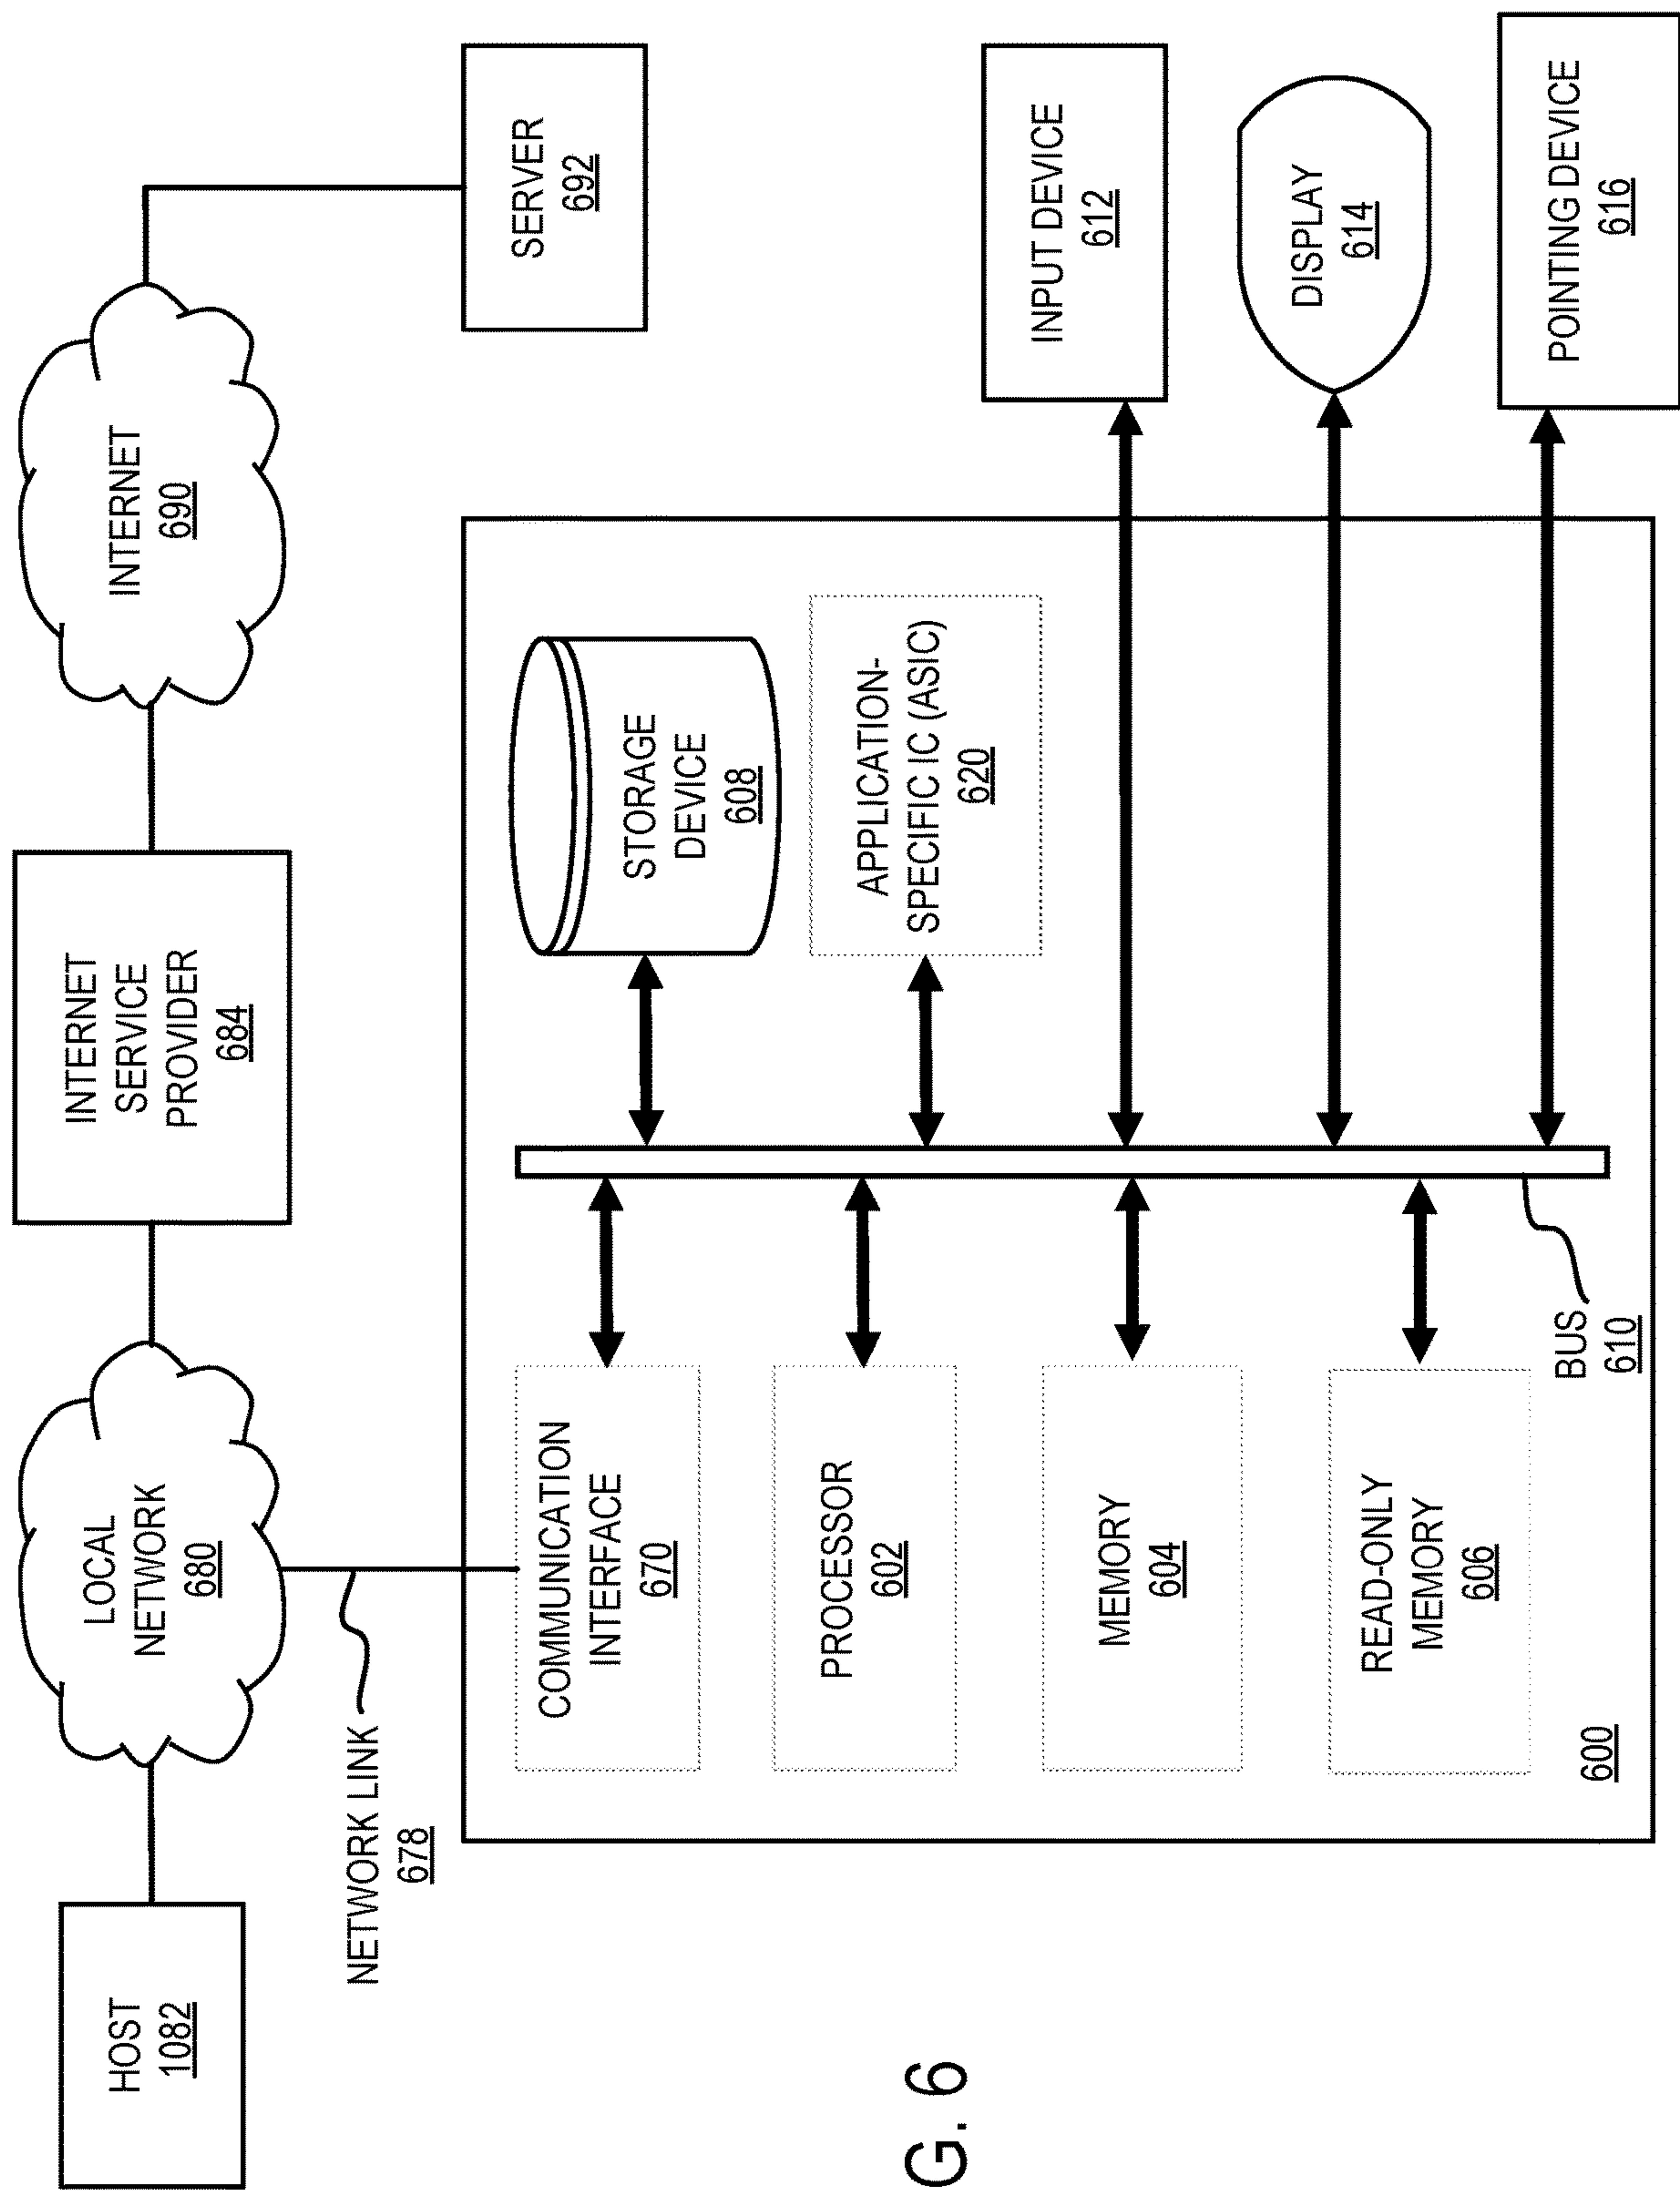 HOST
1082
LOCAL
NETWORK
680
INTERNET
SERVICE
PROVIDER
684
INTERNET
690
NETWORK LINK
678
SERVER
692
COMMUNICATION
INTERFACE
670
STORAGE
DEVICE
608
PROCESSOR
602
APPLICATION-
SPECIFIC IC (ASIC)
620
INPUT DEVICE
612
MEMORY
604
DISPLAY
614
READ-ONLY
MEMORY
606
POINTING DEVICE
616
BUS
610
600
G. 6